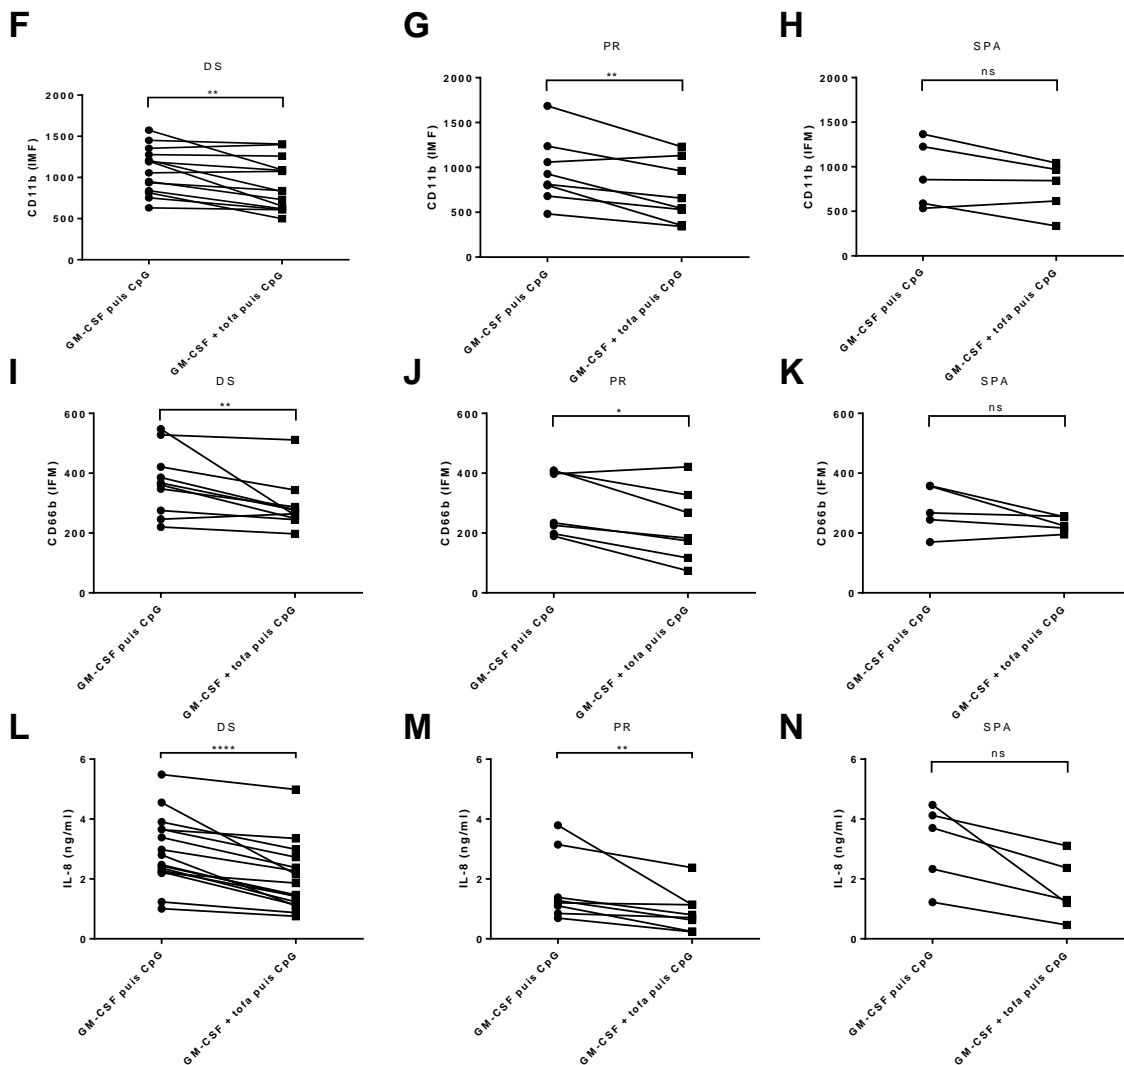 F
DS
**
CD11b (IMF)
2000
1500
1000
500
0
GM-CSF puis CpG
GM-CSF + tofa puis CpG
G
PR
**
CD11b (IMF)
2000
1500
1000
500
0
GM-CSF puis CpG
GM-CSF + tofa puis CpG
H
SPA
ns
CD11b (IFM)
2000
1500
1000
500
0
GM-CSF puis CpG
GM-CSF + tofa puis CpG
I
DS
**
CD66b (IFM)
600
400
200
0
GM-CSF puis CpG
GM-CSF + tofa puis CpG
J
PR
*
CD66b (IFM)
600
400
200
0
GM-CSF puis CpG
GM-CSF + tofa puis CpG
K
SPA
ns
CD66b (IFM)
600
400
200
0
GM-CSF puis CpG
GM-CSF + tofa puis CpG
L
DS
****
IL-8 (ng/ml)
6
4
2
0
GM-CSF puis CpG
GM-CSF + tofa puis CpG
M
PR
**
IL-8 (ng/ml)
6
4
2
0
GM-CSF puis CpG
GM-CSF + tofa puis CpG
N
SPA
ns
IL-8 (ng/ml)
6
4
2
0
GM-CSF puis CpG
GM-CSF + tofa puis CpG